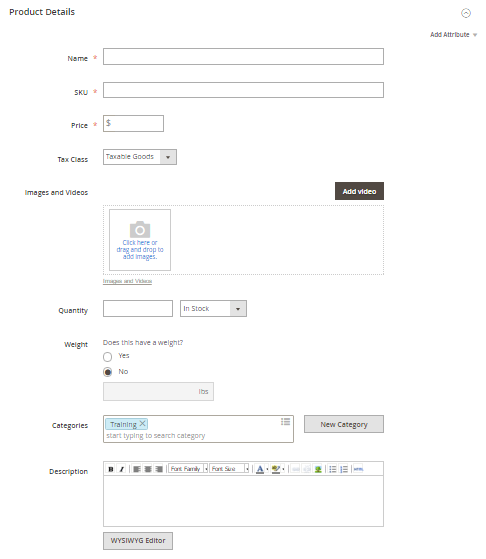 Product Details
Add Attribute
Name *
SKU *
Price *
$
Tax Class
Taxable Goods
Images and Videos
Add video
Click here or
drag and drop to
add images.
Images and Videos
Quantity
In Stock
Weight
Does this have a weight?
Yes
No
lbs
Categories
Training
start typing to search category
New Category
Description
B I Font Family Font Size A HTML
WYSIWYG Editor